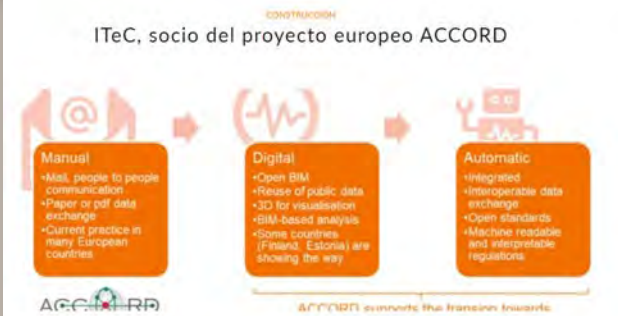 CONSTRUCCIÓN
ITeC, socio del proyecto europeo ACCORD
@
Manual
•Mail, people to people
communication
•Paper or pdf data
exchange
•Current practice in
many European
countries
Digital
•Open BIM
•Reuse of public data
•3D for visualisation
•BIM-based analysis
•Some countries
(Finland, Estonia) are
showing the way
Automatic
•Integrated
•Interoperable data
exchange
•Open standards
•Machine readable
and interpretable
regulations
ACCORD
ACCORD supports the transion towards